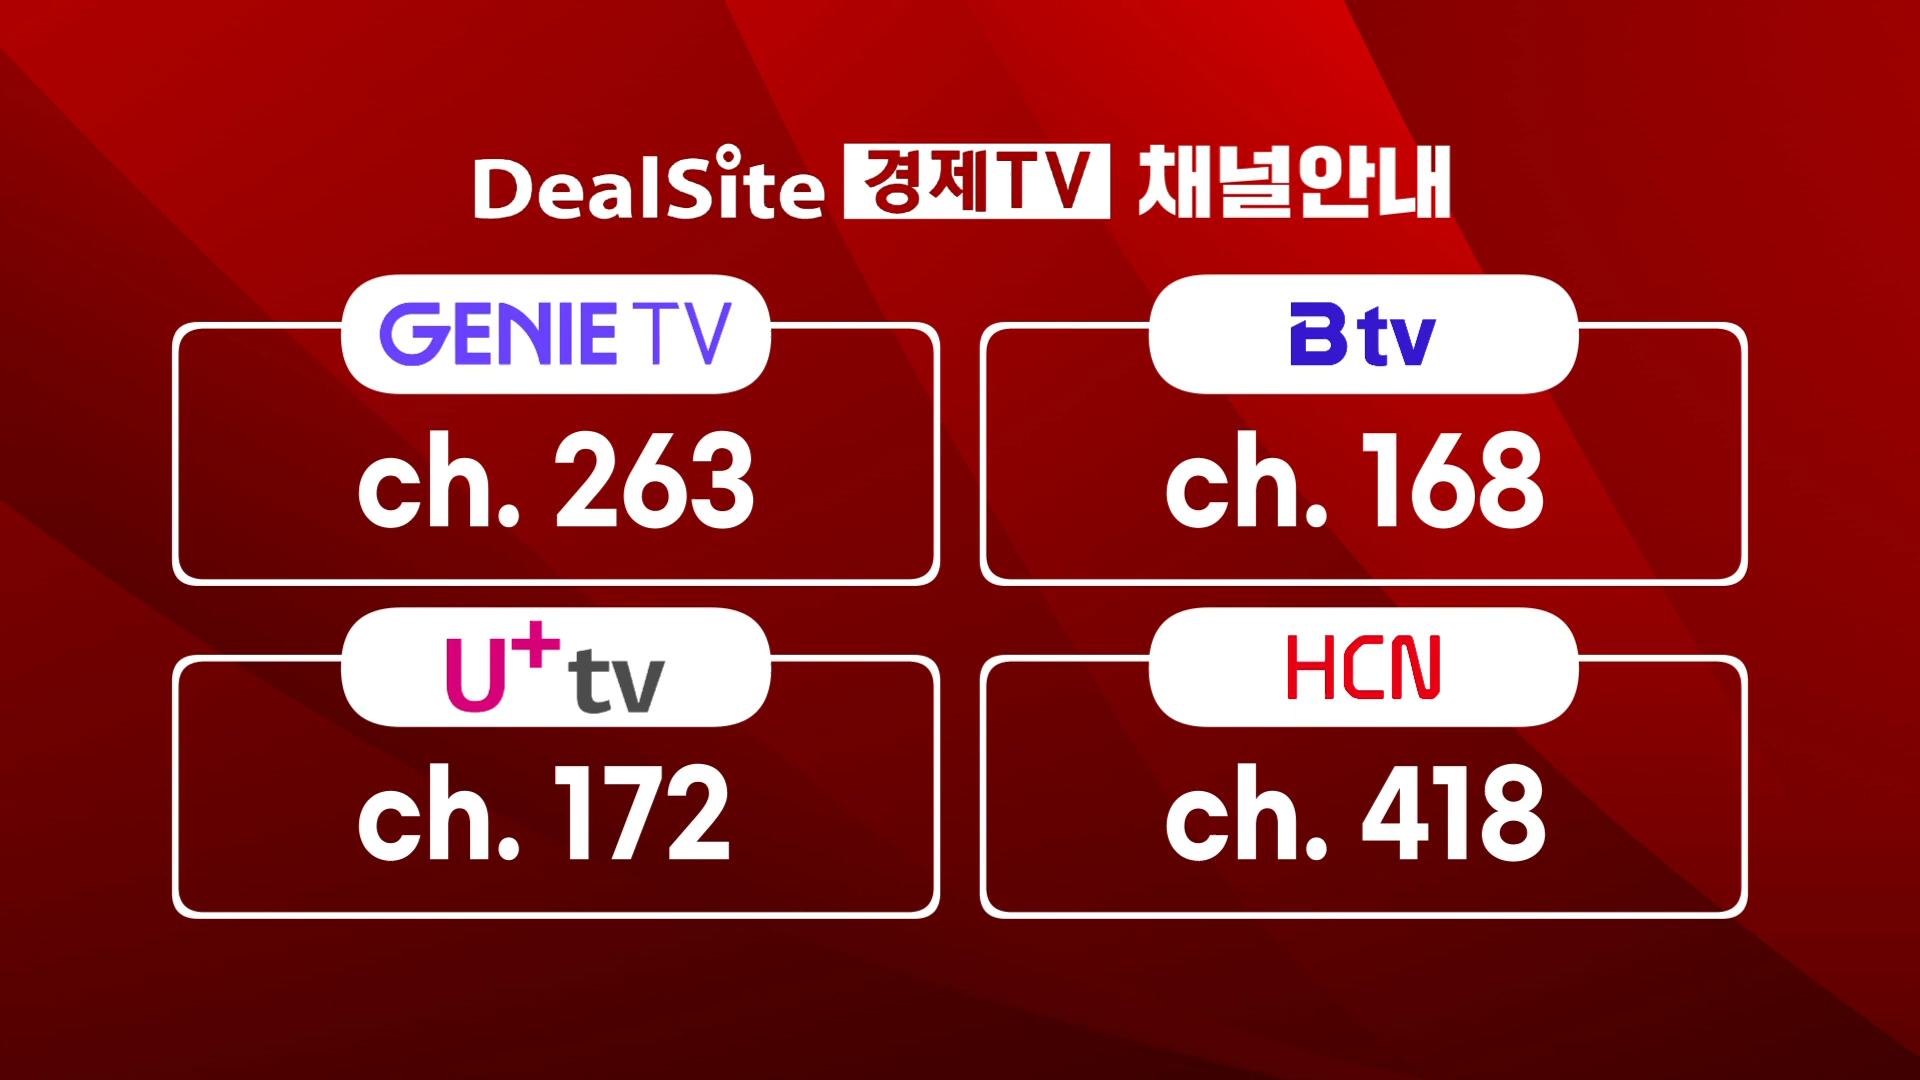 DealSite 경제TV 채널안내
GENIE TV
ch. 263
B tv
ch. 168
U+ tv
ch. 172
HCN
ch. 418